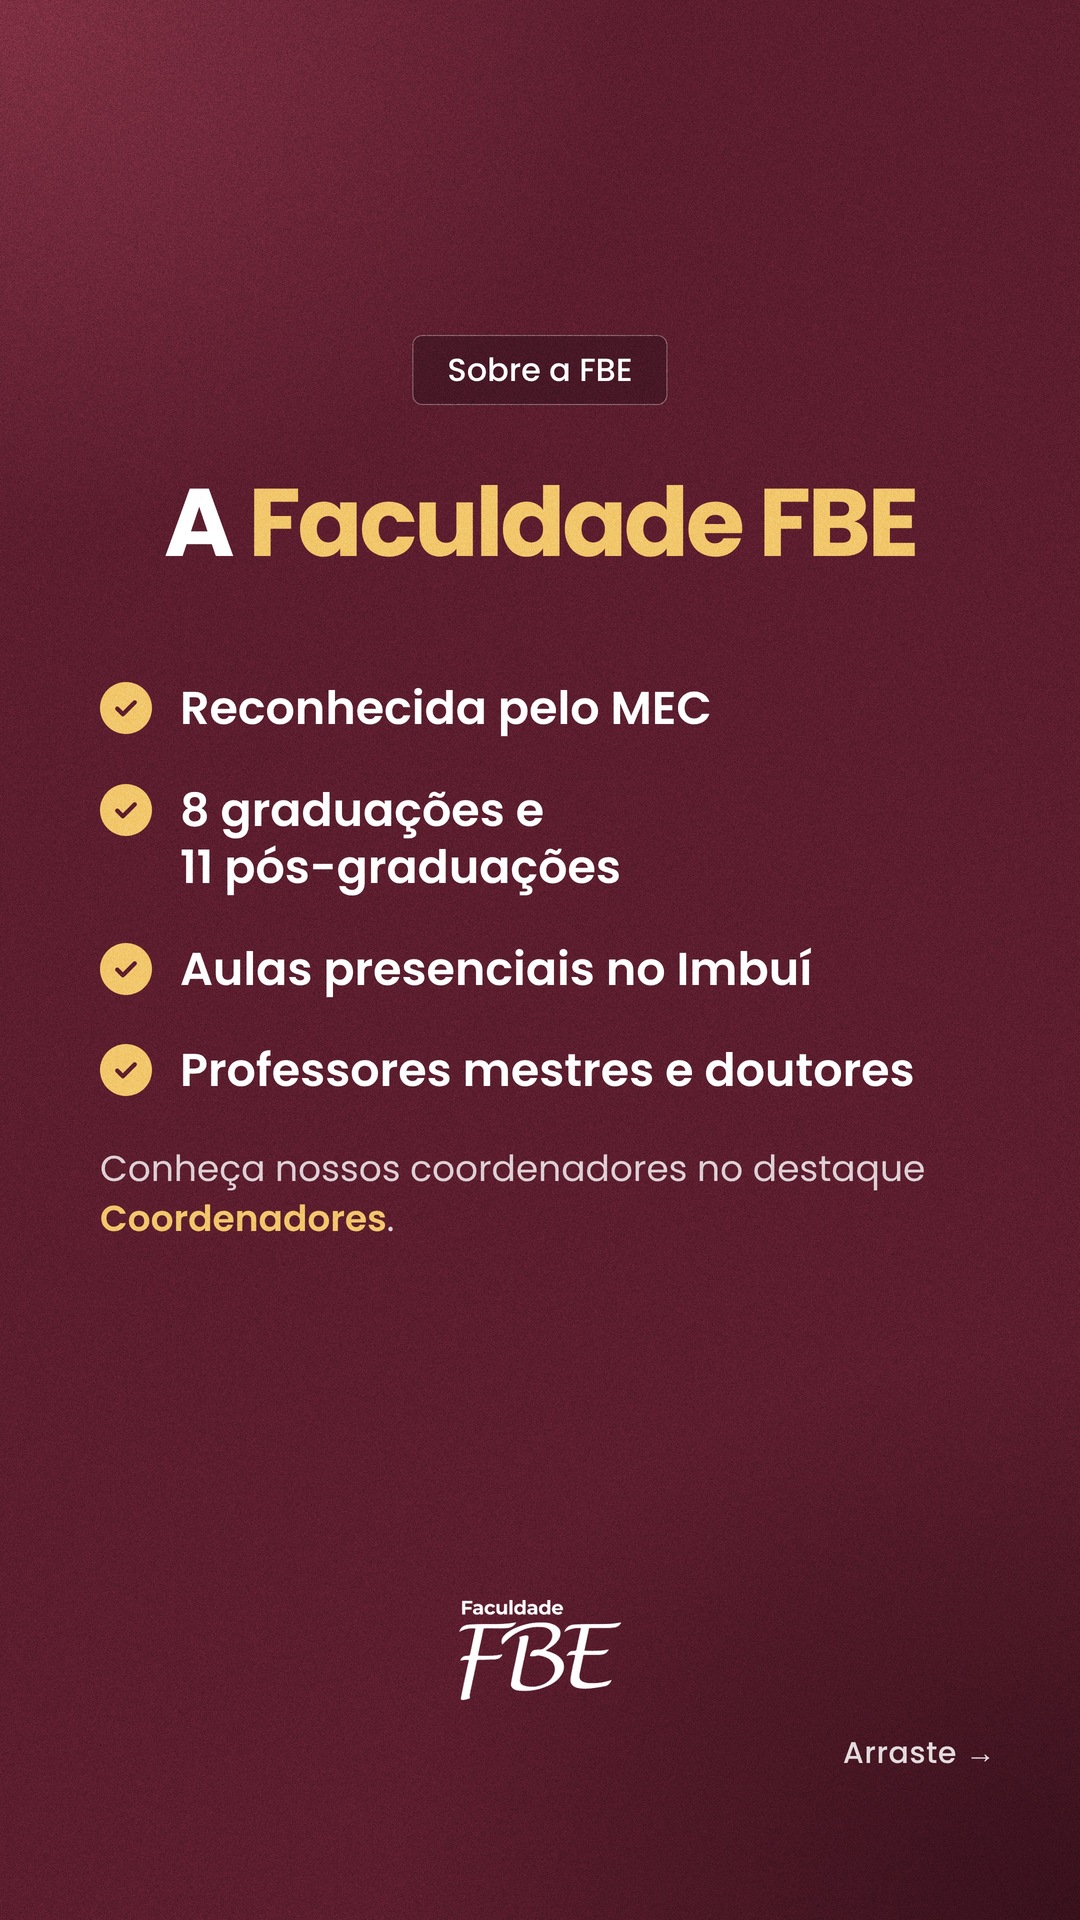 Sobre a FBE
A Faculdade FBE
Reconhecida pelo MEC
8 graduações e
11 pós-graduações
Aulas presenciais no Imbuí
Professores mestres e doutores
Conheça nossos coordenadores no destaque
Coordenadores.
Faculdade
FBE
Arraste →